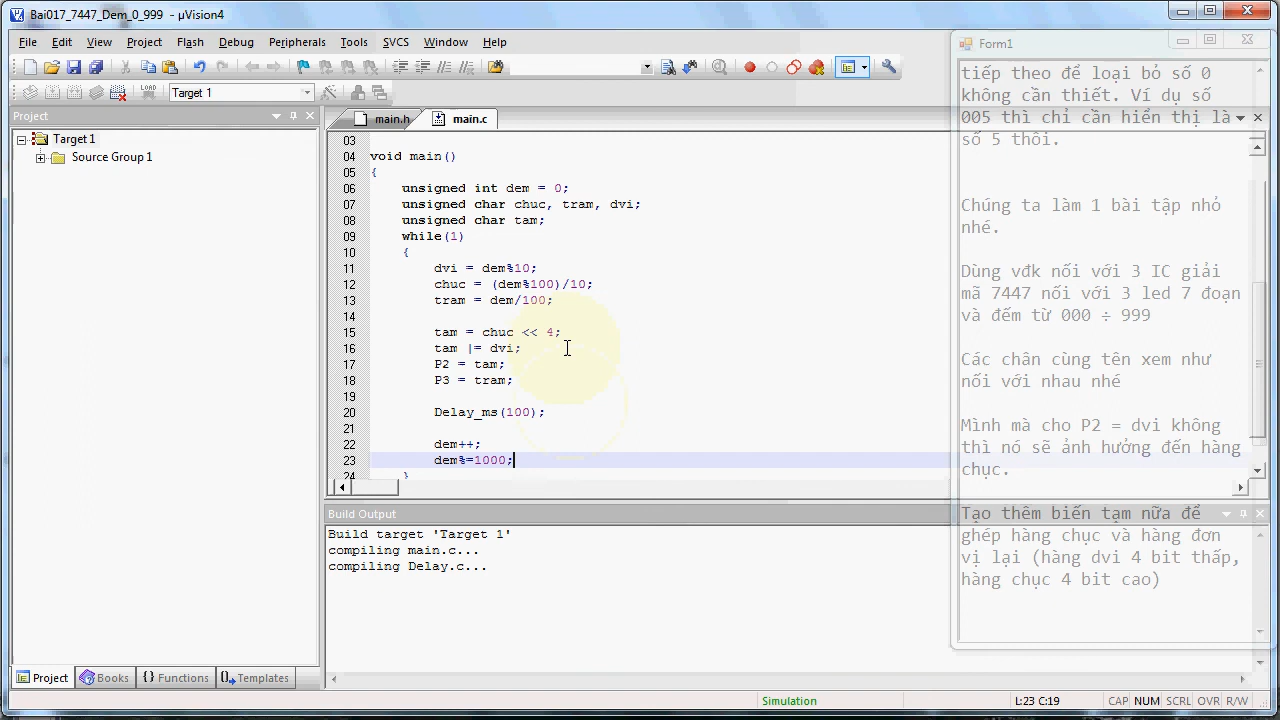 Bai017_7447_Dem_0_999 - µVision4
File Edit View Project Flash Debug Peripherals Tools SVCS Window Help
LOAD Target 1
Project
Target 1
Source Group 1
main.h main.c
03
04 void main()
05 {
06 unsigned int dem = 0;
07 unsigned char chuc, tram, dvi;
08 unsigned char tam;
09 while(1)
10 {
11 dvi = dem%10;
12 chuc = (dem%100)/10;
13 tram = dem/100;
14
15 tam = chuc << 4;
16 tam |= dvi;
17 P2 = tam;
18 P3 = tram;
19
20 Delay_ms(100);
21
22 dem++;
23 dem%=1000;
24 }
Form1
tiếp theo để loại bỏ số 0
không cần thiết. Ví dụ số
005 thì chỉ cần hiển thị là
số 5 thôi.
Chúng ta làm 1 bài tập nhỏ
nhé.
Dùng vđk nối với 3 IC giải
mã 7447 nối với 3 led 7 đoạn
và đếm từ 000 ÷ 999
Các chân cùng tên xem như
nối với nhau nhé
Mình mà cho P2 = dvi không
thì nó sẽ ảnh hưởng đến hàng
chục.
Tạo thêm biến tạm nữa để
ghép hàng chục và hàng đơn
vị lại (hàng dvi 4 bit thấp,
hàng chục 4 bit cao)
Build Output
Build target 'Target 1'
compiling main.c...
compiling Delay.c...
Project Books {} Functions 0 Templates
Simulation L:23 C:19 CAP NUM SCRL OVR R/W